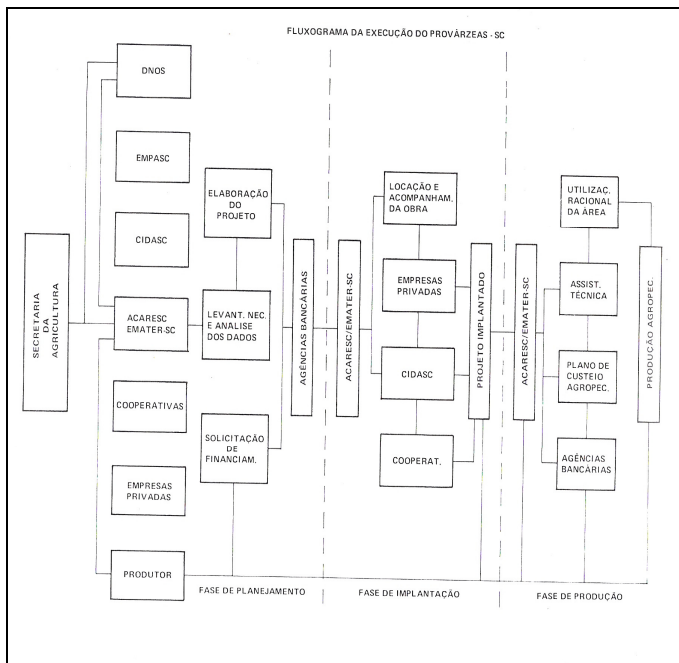 FLUXOGRAMA DA EXECUÇÃO DO PROVÁRZEAS - SC
SECRETARIA
DA
AGRICULTURA
DNOS
EMPASC
CIDASC
ACARESC
EMATER-SC
COOPERATIVAS
EMPRESAS
PRIVADAS
PRODUTOR
ELABORAÇÃO
DO
PROJETO
LEVANT. NEC.
E ANALISE
DOS DADOS
SOLICITAÇÃO
DE
FINANCIAM.
AGÊNCIAS BANCÁRIAS
ACARESC/EMATER-SC
LOCAÇÃO E
ACOMPANHAM.
DA OBRA
EMPRESAS
PRIVADAS
CIDASC
COOPERAT.
PROJETO IMPLANTADO
ACARESC/EMATER-SC
UTILIZAÇ.
RACIONAL
DA ÀREA
ASSIST.
TÉCNICA
PLANO DE
CUSTEIO
AGROPEC.
AGÊNCIAS
BANCÁRIAS
PRODUÇÃO AGROPEC.
FASE DE PLANEJAMENTO
FASE DE IMPLANTAÇÃO
FASE DE PRODUÇÃO